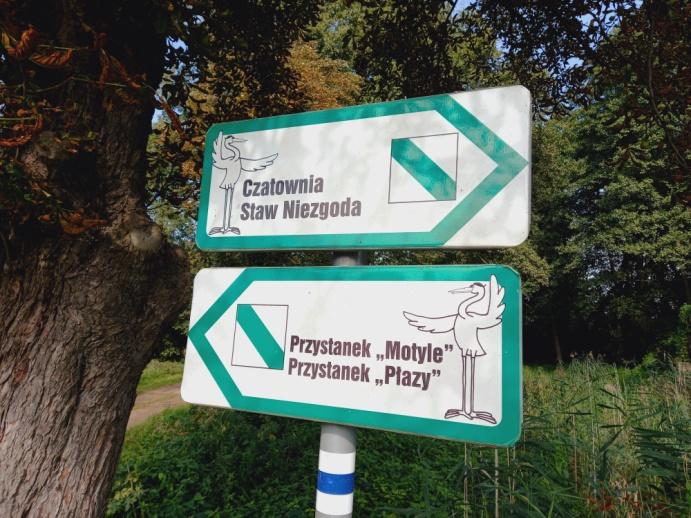 Czatownia
Staw Niezgoda
Przystanek „Motyle”
Przystanek „Płazy”